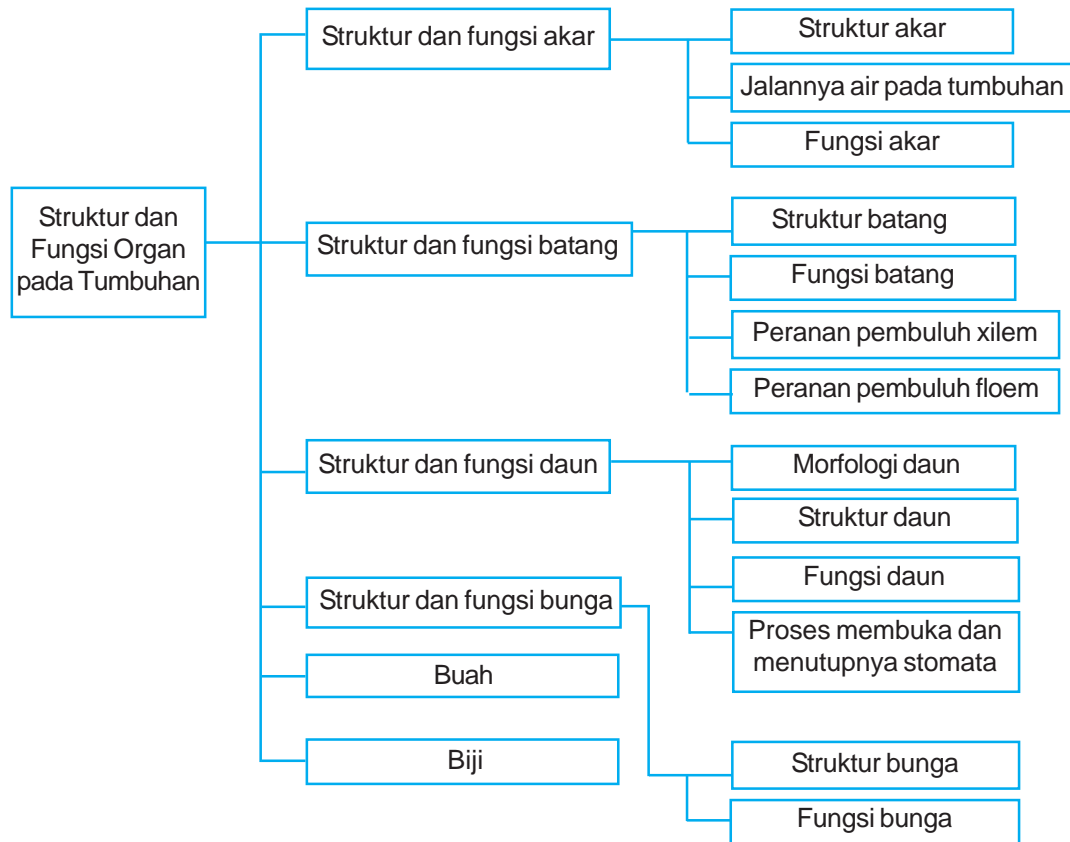 Struktur dan
Fungsi Organ
pada Tumbuhan
Struktur dan fungsi akar
Struktur akar
Jalannya air pada tumbuhan
Fungsi akar
Struktur dan fungsi batang
Struktur batang
Fungsi batang
Peranan pembuluh xilem
Peranan pembuluh floem
Struktur dan fungsi daun
Morfologi daun
Struktur daun
Fungsi daun
Proses membuka dan
menutupnya stomata
Struktur dan fungsi bunga
Struktur bunga
Fungsi bunga
Buah
Biji